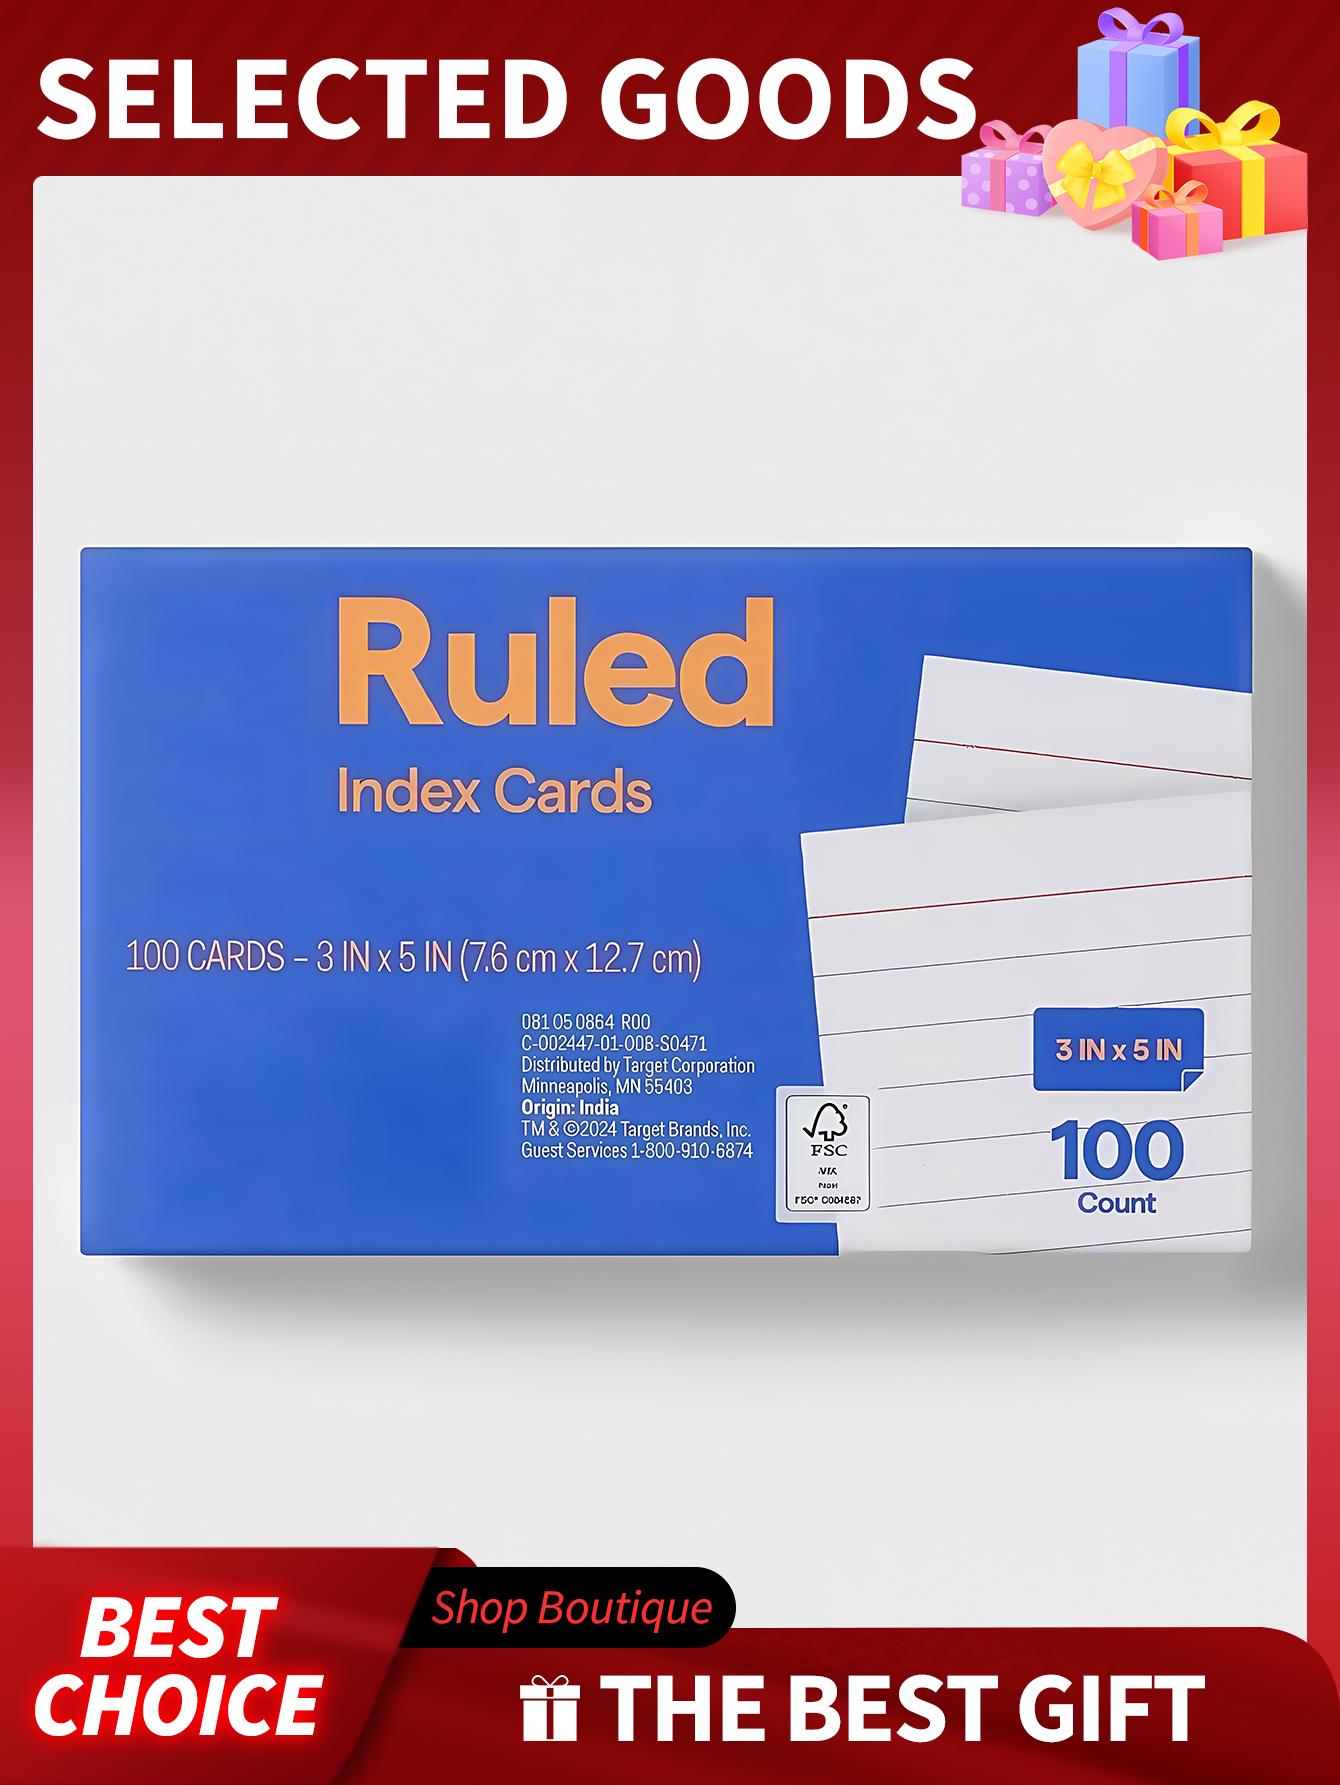 SELECTED GOODS
Ruled
Index Cards
100 CARDS – 3 IN x 5 IN (7.6 cm x 12.7 cm)
081 05 0864 R00
C-002447-01-00B-S0471
Distributed by Target Corporation
Minneapolis, MN 55403
Origin: India
TM & ©2024 Target Brands, Inc.
Guest Services 1-800-910-6874
FSC
3 IN x 5 IN
100
Count
BEST
CHOICE
Shop Boutique
THE BEST GIFT